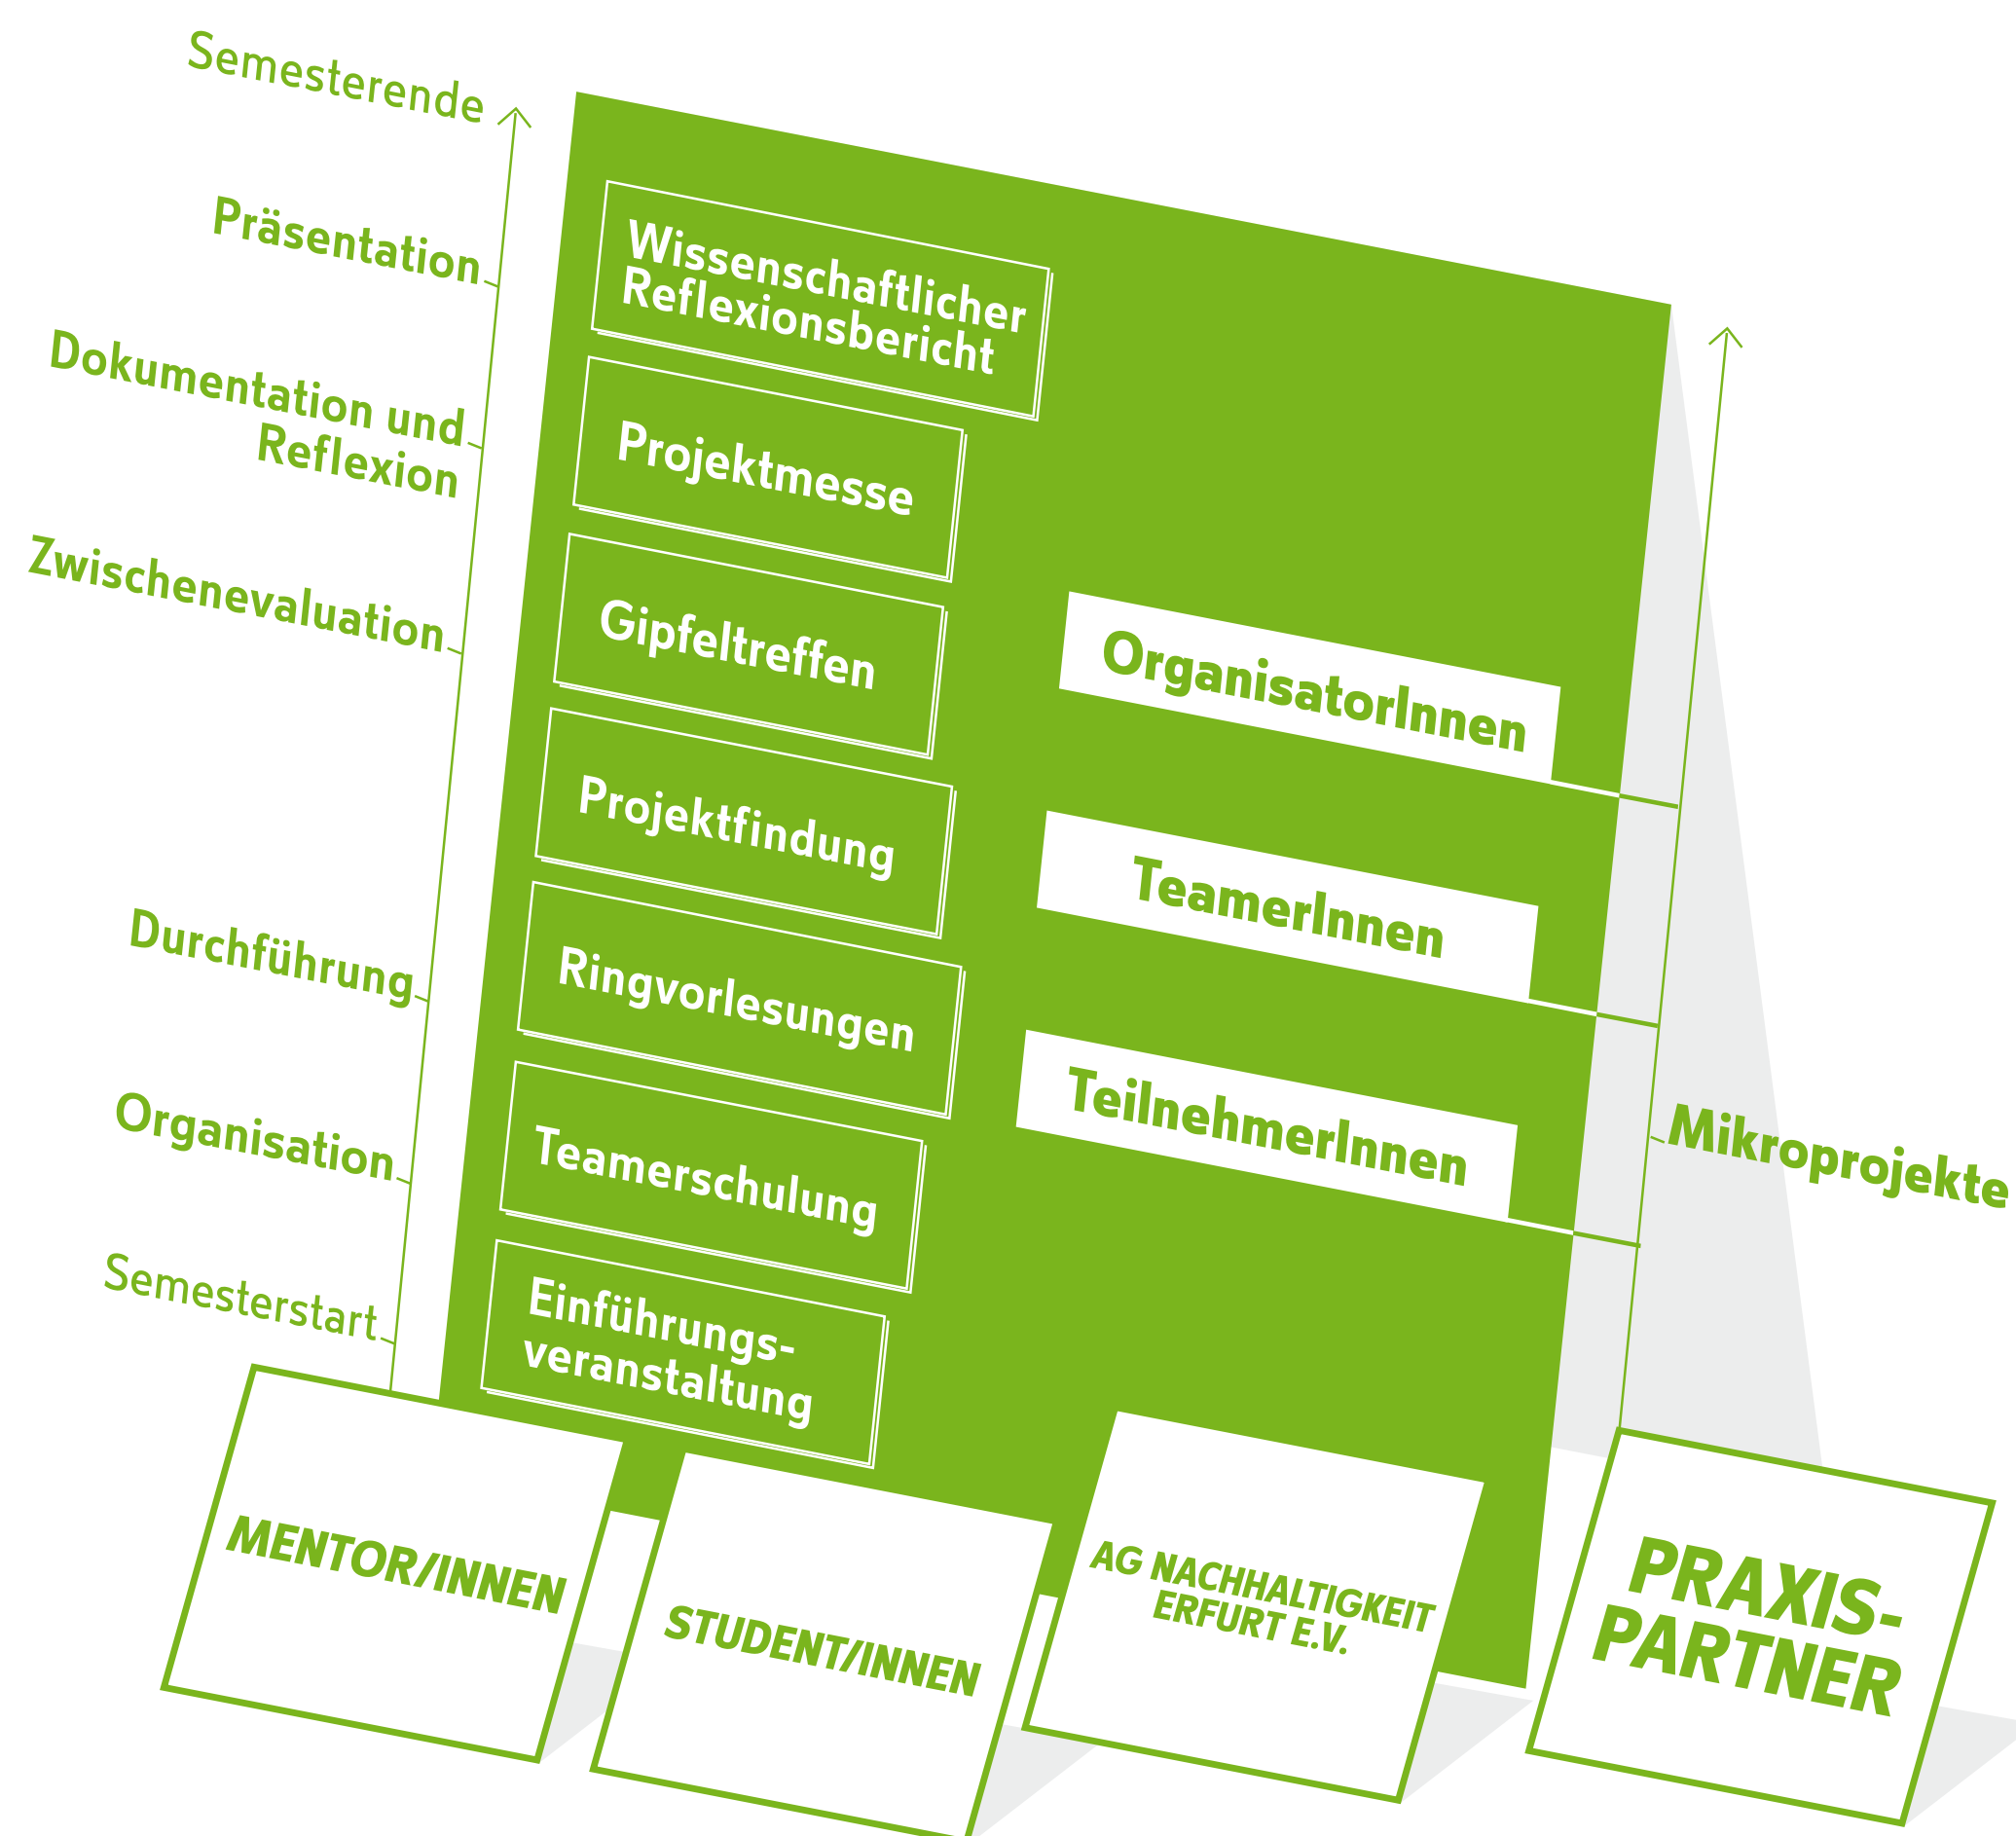 Semesterende
Präsentation
Dokumentation und
Reflexion
Zwischenevaluation
Durchführung
Organisation
Semesterstart
Wissenschaftlicher
Reflexionsbericht
Projektmesse
Gipfeltreffen
Projektfindung
Ringvorlesungen
Teamerschulung
Einführungs-
veranstaltung
OrganisatorInnen
TeamerInnen
TeilnehmerInnen
Mikroprojekte
MENTOR/INNEN
STUDENT/INNEN
AG NACHHALTIGKEIT
ERFURT E.V.
PRAXIS-
PARTNER